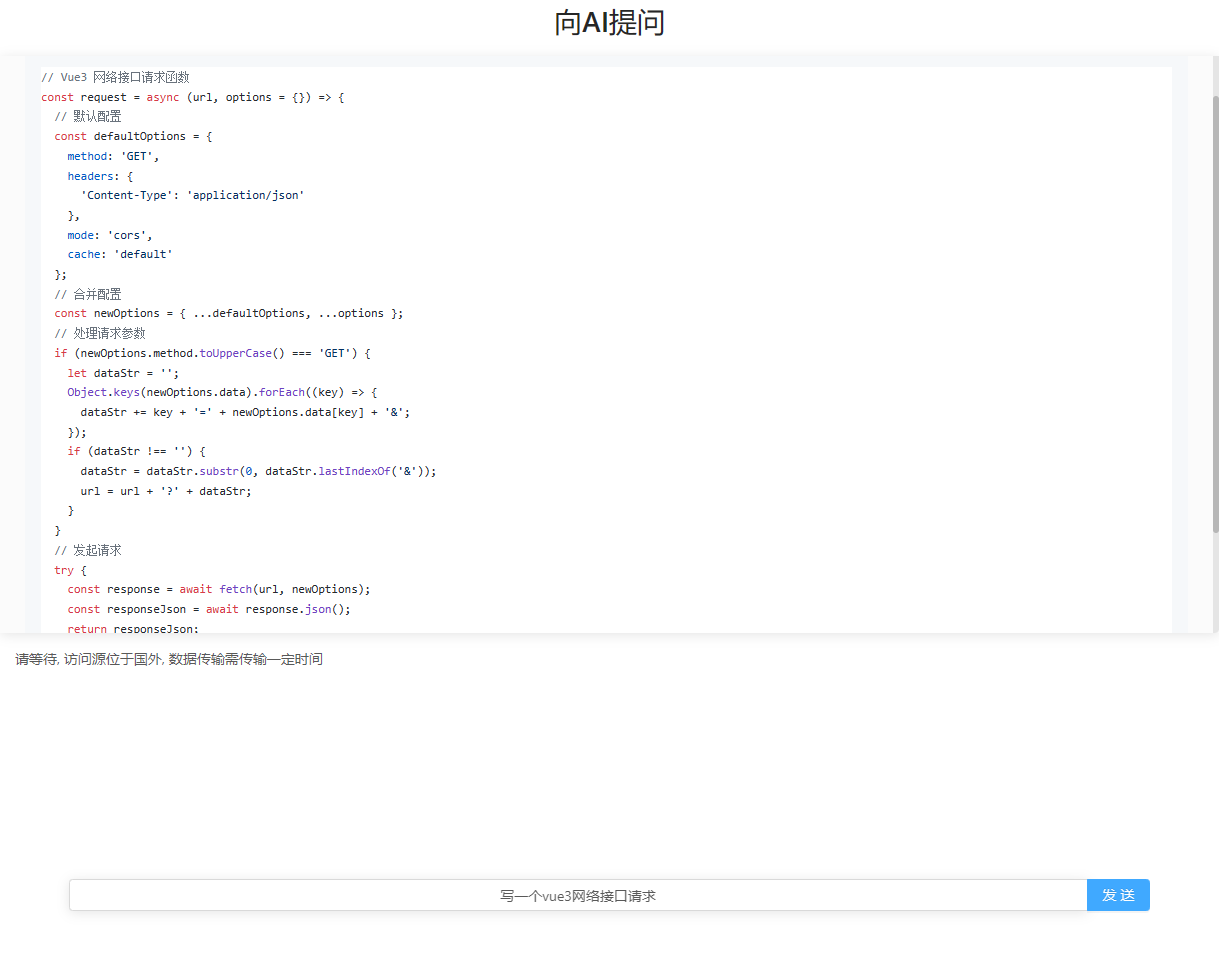 向AI提问
// Vue3 网络接口请求函数
const request = async (url, options = {}) => {
  // 默认配置
  const defaultOptions = {
    method: 'GET',
    headers: {
      'Content-Type': 'application/json'
    },
    mode: 'cors',
    cache: 'default'
  };
  // 合并配置
  const newOptions = { ...defaultOptions, ...options };
  // 处理请求参数
  if (newOptions.method.toUpperCase() === 'GET') {
    let dataStr = '';
    Object.keys(newOptions.data).forEach((key) => {
      dataStr += key + '=' + newOptions.data[key] + '&';
    });
    if (dataStr !== '') {
      dataStr = dataStr.substr(0, dataStr.lastIndexOf('&'));
      url = url + '?' + dataStr;
    }
  }
  // 发起请求
  try {
    const response = await fetch(url, newOptions);
    const responseJson = await response.json();
    return responseJson;
请等待, 访问源位于国外, 数据传输需传输一定时间
写一个vue3网络接口请求
发 送